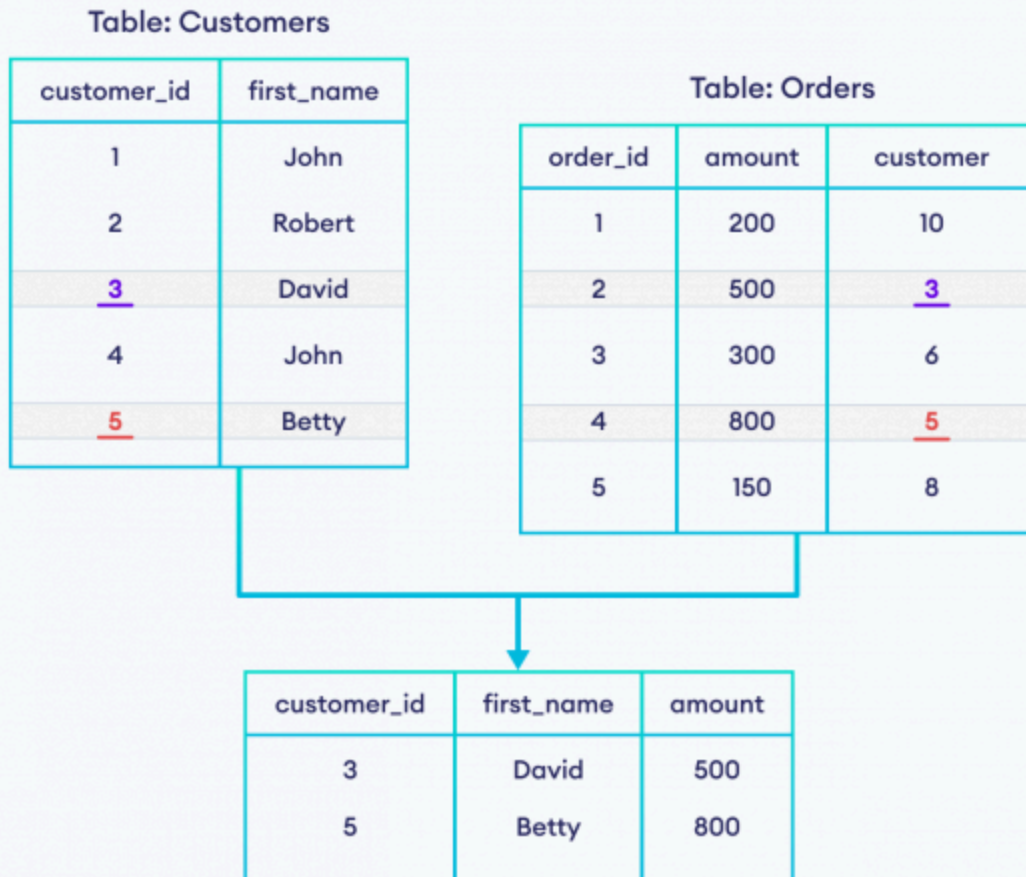 Table: Customers
customer_id first_name
1 John
2 Robert
3 David
4 John
5 Betty
Table: Orders
order_id amount customer
1 200 10
2 500 3
3 300 6
4 800 5
5 150 8
customer_id first_name amount
3 David 500
5 Betty 800